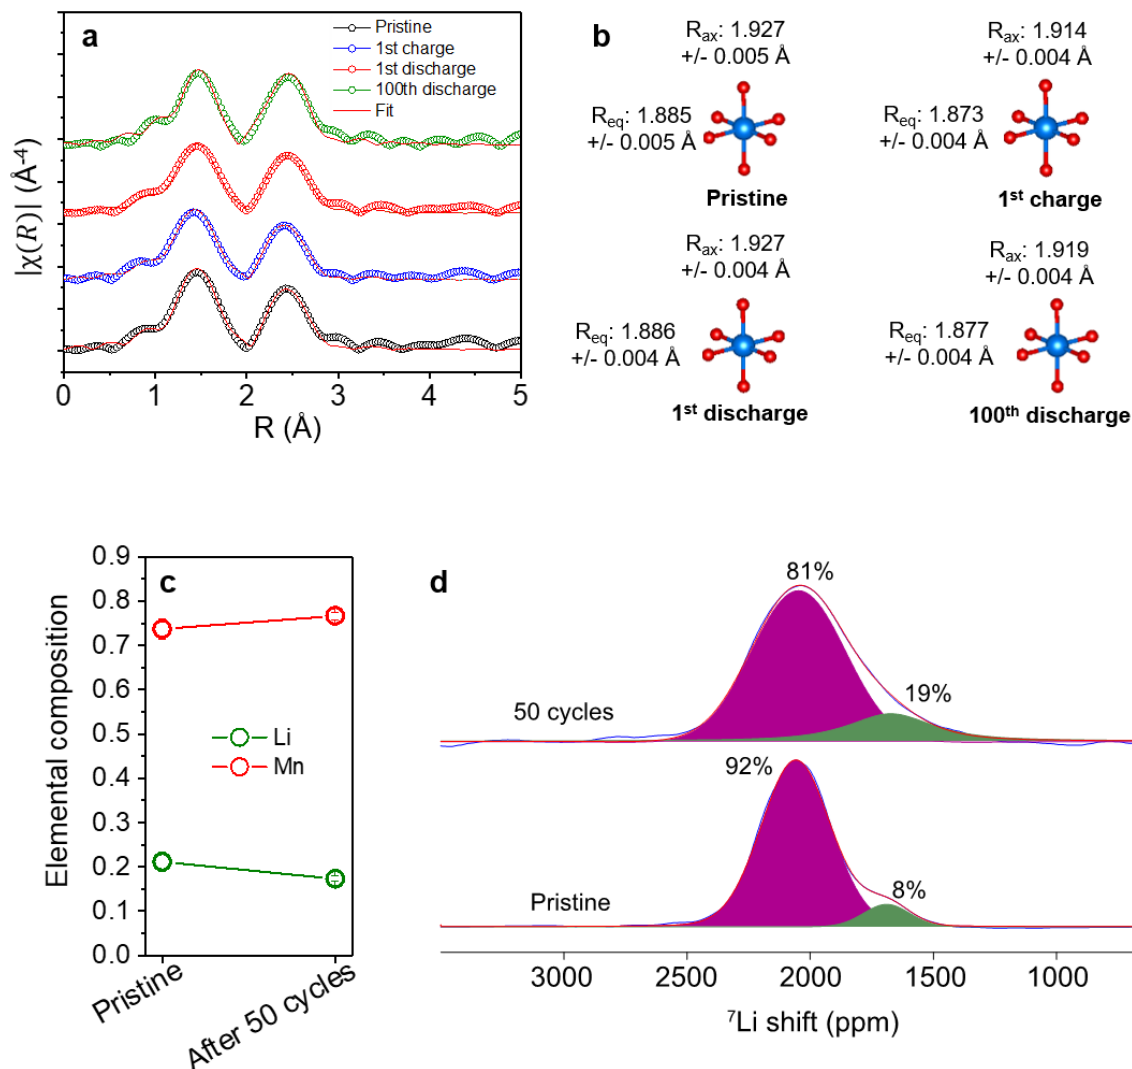 a
Pristine
1st charge
1st discharge
100th discharge
Fit
|χ(R)| (Å⁻⁴)
0 1 2 3 4 5
R (Å)
b
Rₐₓ: 1.927
+/- 0.005 Å
R_eq: 1.885
+/- 0.005 Å
Pristine
Rₐₓ: 1.914
+/- 0.004 Å
R_eq: 1.873
+/- 0.004 Å
1ˢᵗ charge
Rₐₓ: 1.927
+/- 0.004 Å
R_eq: 1.886
+/- 0.004 Å
1ˢᵗ discharge
Rₐₓ: 1.919
+/- 0.004 Å
R_eq: 1.877
+/- 0.004 Å
100ᵗʰ discharge
c
Elemental composition
0.9
0.8
0.7
0.6
0.5
0.4
0.3
0.2
0.1
0.0
Li
Mn
Pristine
After 50 cycles
d
81%
19%
50 cycles
92%
8%
Pristine
3000 2500 2000 1500 1000
⁷Li shift (ppm)